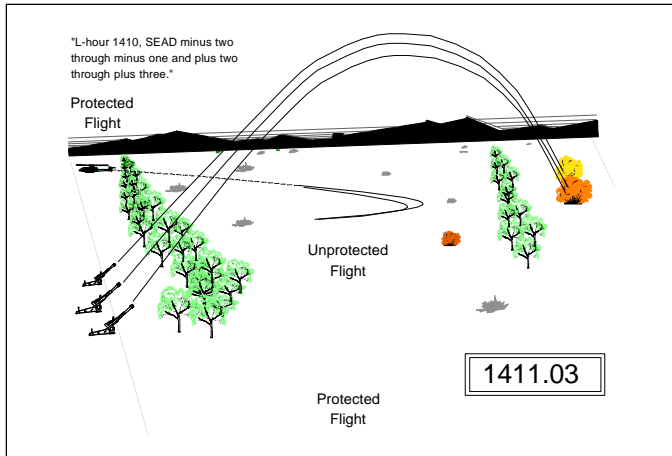 "L-hour 1410, SEAD minus two
through minus one and plus two
through plus three."
Protected
Flight
Unprotected
Flight
1411.03
Protected
Flight